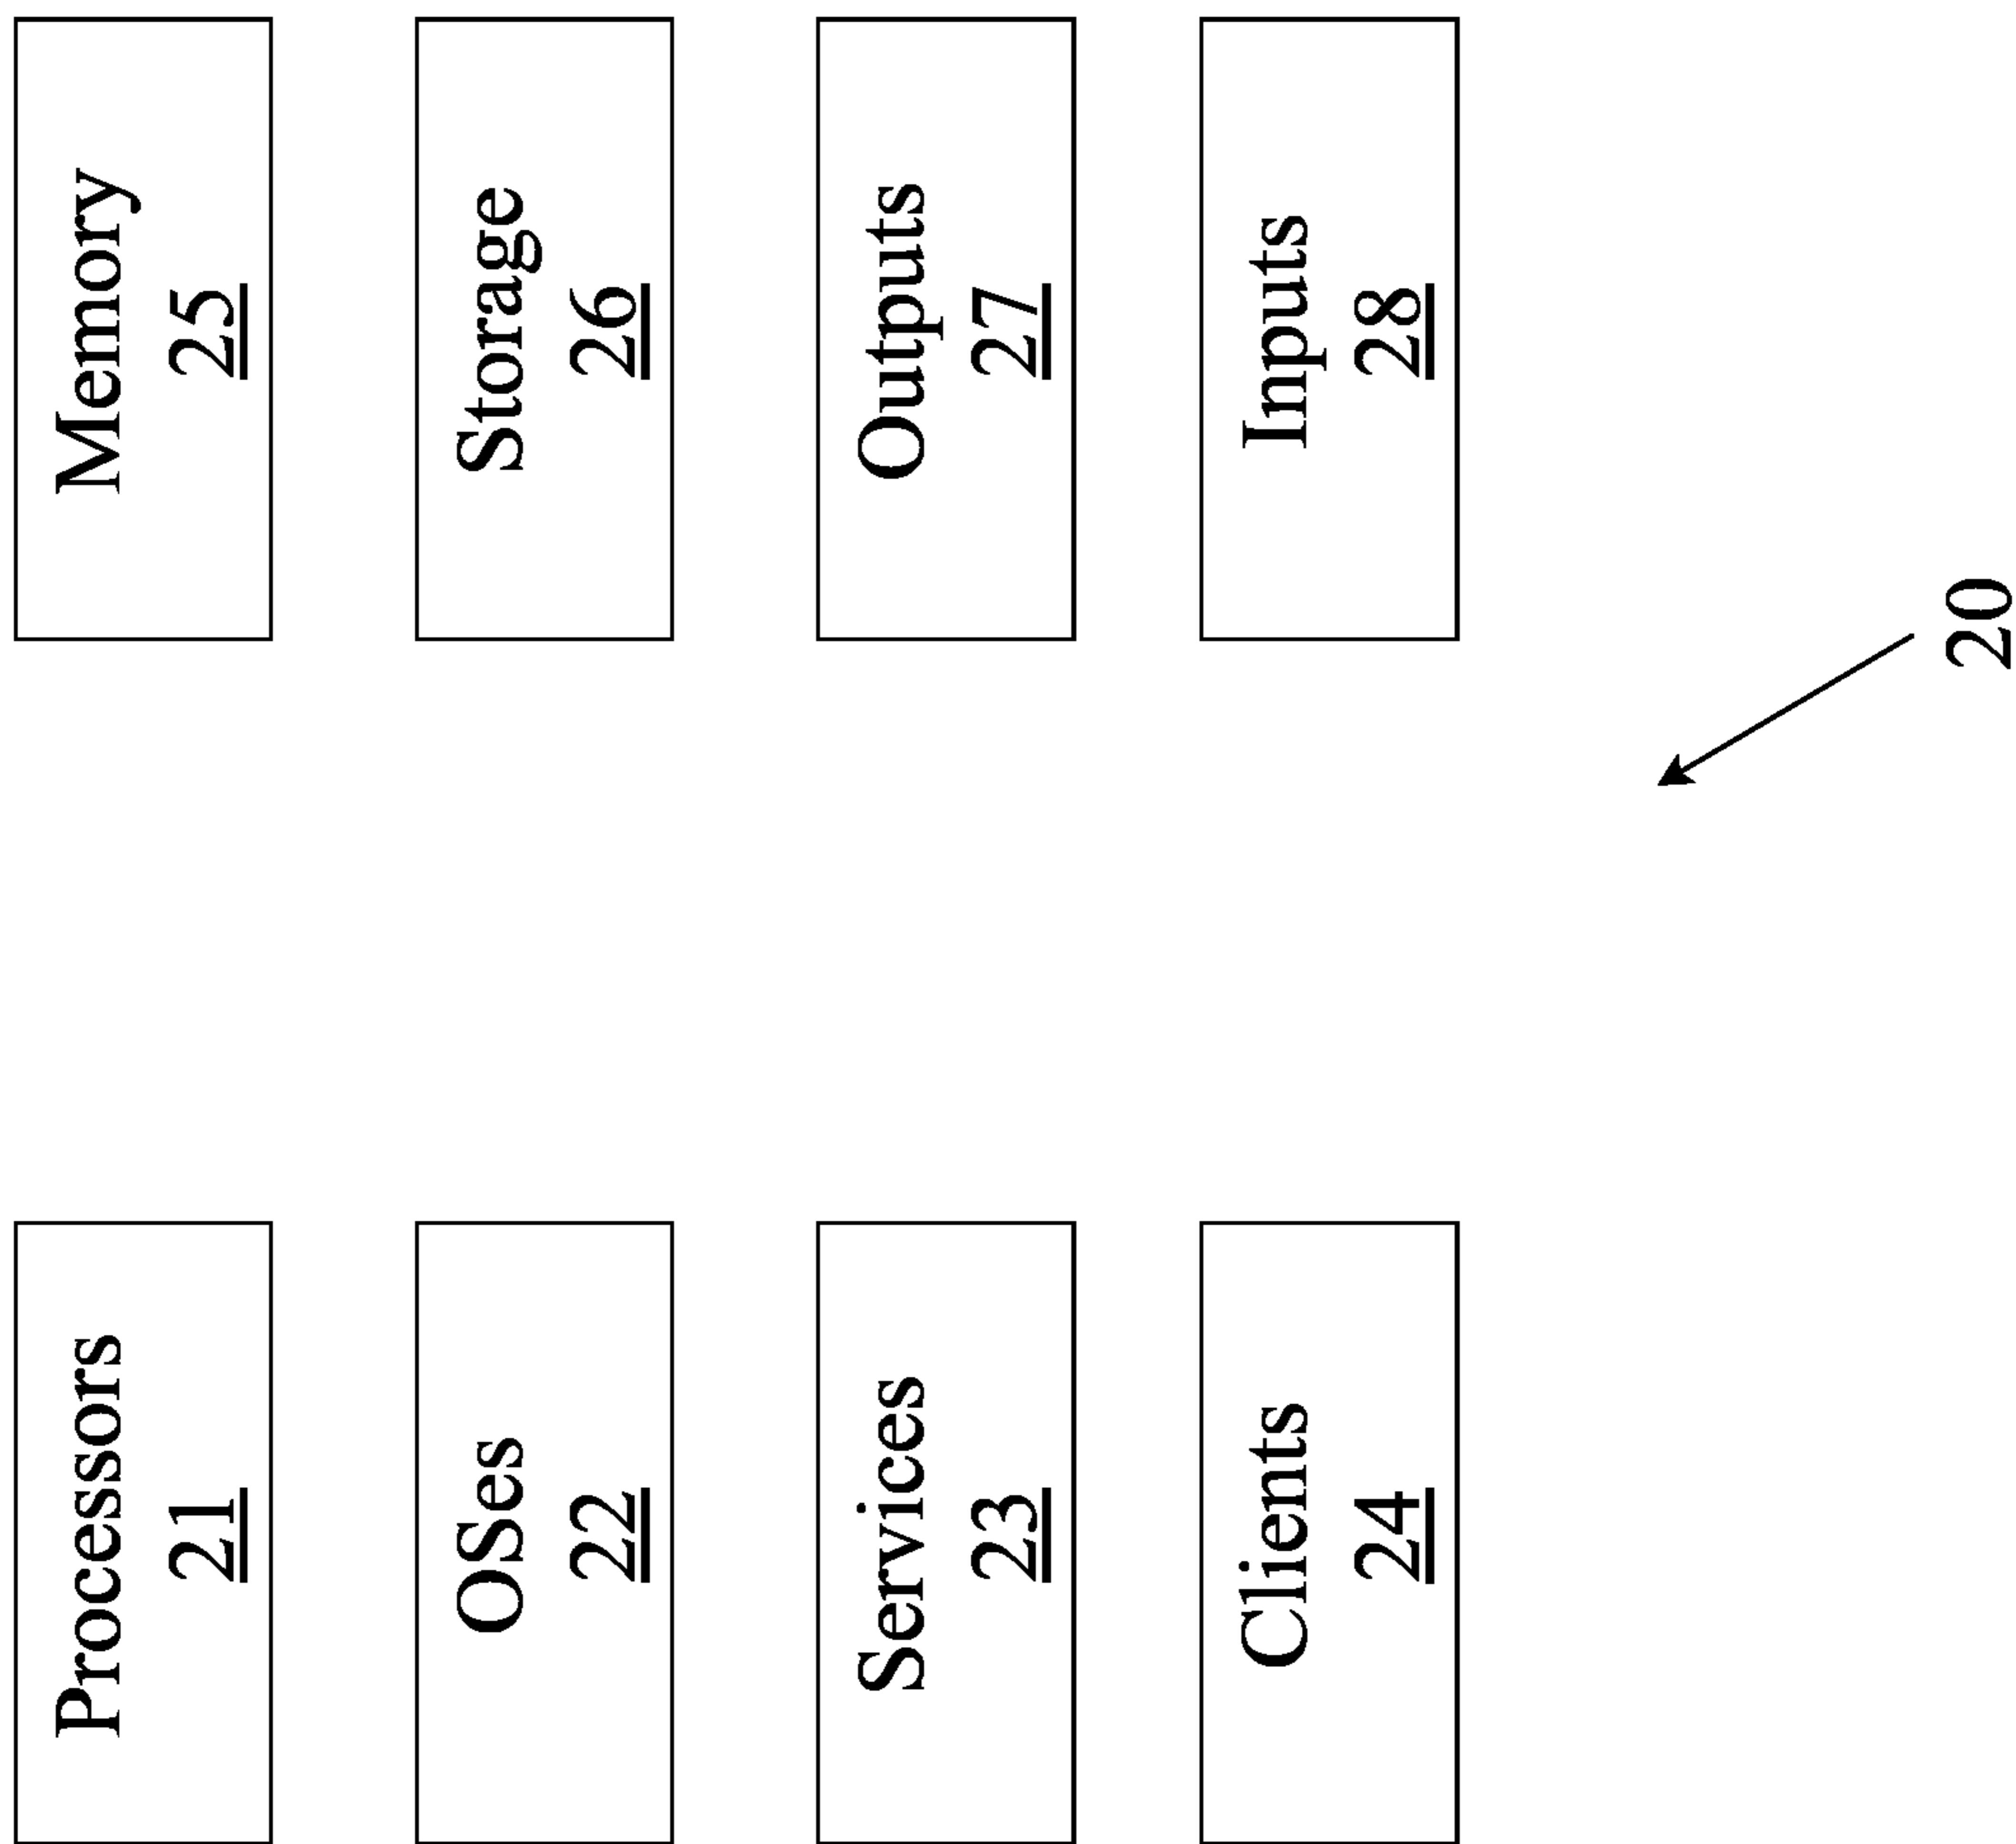 Processors
21
OSes
22
Services
23
Clients
24
Memory
25
Storage
26
Outputs
27
Inputs
28
20